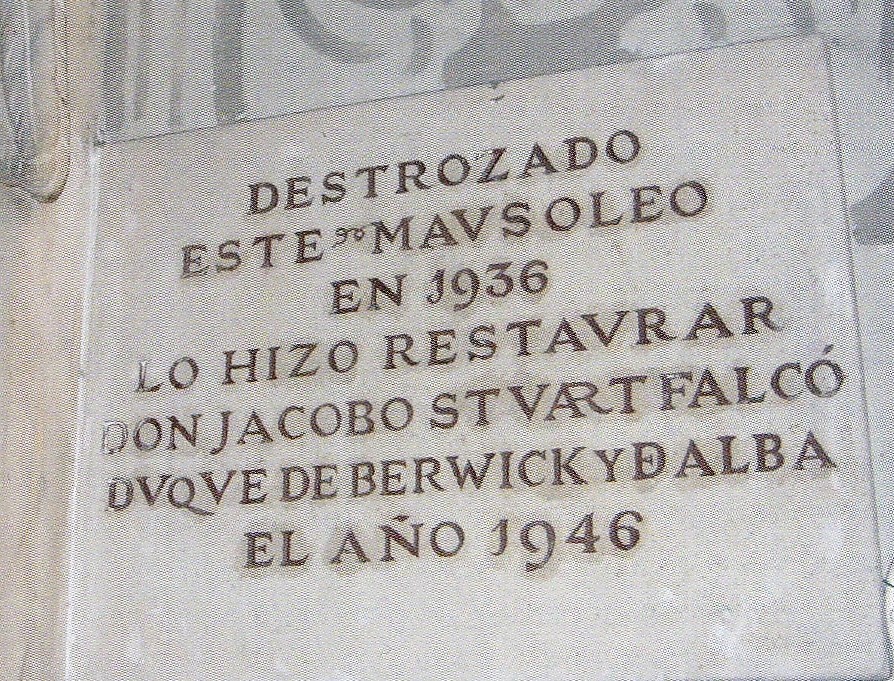 DESTROZADO
ESTE MAVSOLEO
EN 1936
LO HIZO RESTAVRAR
DON JACOBO STVART FALCÓ
DVQVE DE BERWICK Y DE ALBA
EL AÑO 1946